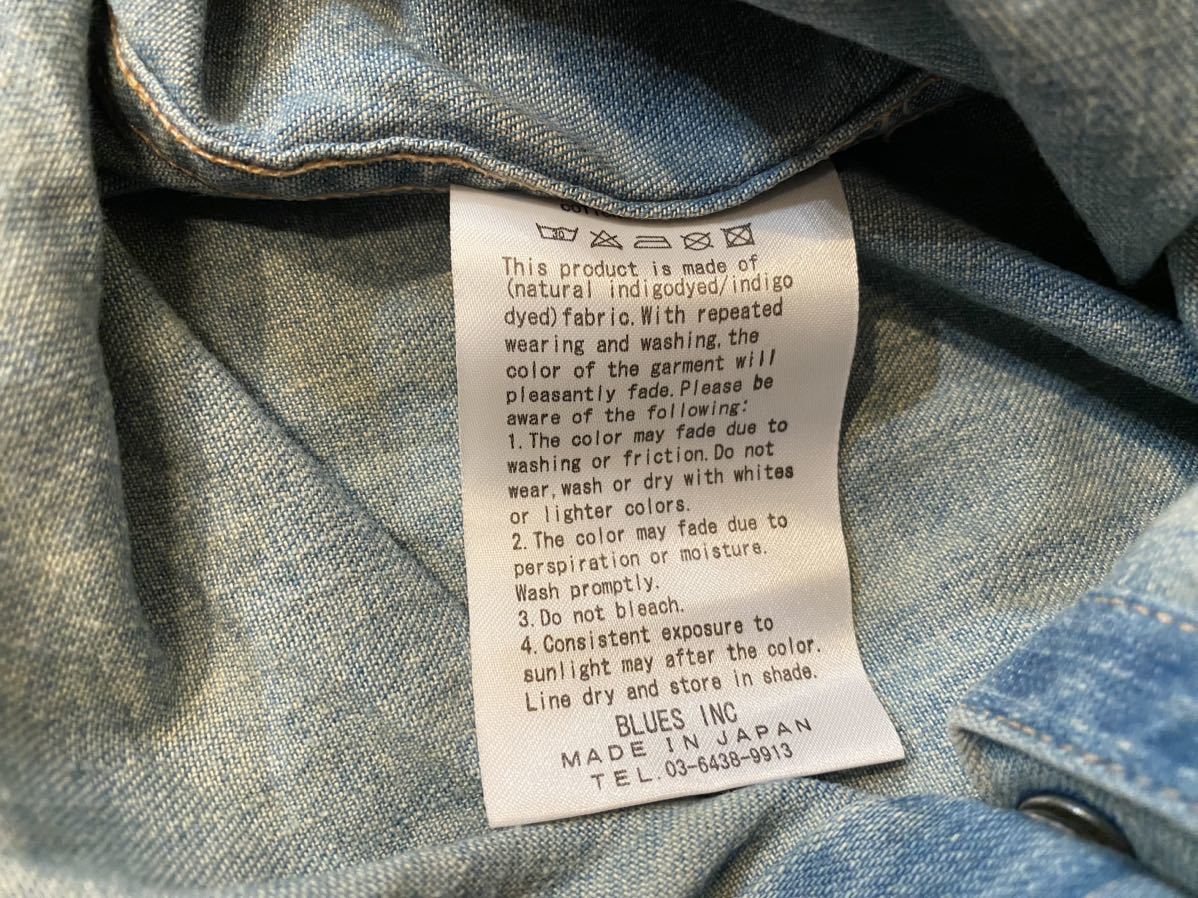 30
This product is made of
(natural indigodyed/indigo
dyed)fabric.With repeated
wearing and washing,the
color of the garment will
pleasantly fade.Please be
aware of the following:
1.The color may fade due to
washing or friction.Do not
wear,wash or dry with whites
or lighter colors.
2.The color may fade due to
perspiration or moisture.
Wash promptly.
3.Do not bleach.
4.Consistent exposure to
sunlight may after the color.
Line dry and store in shade.
BLUES INC
MADE IN JAPAN
TEL.03-6438-9913